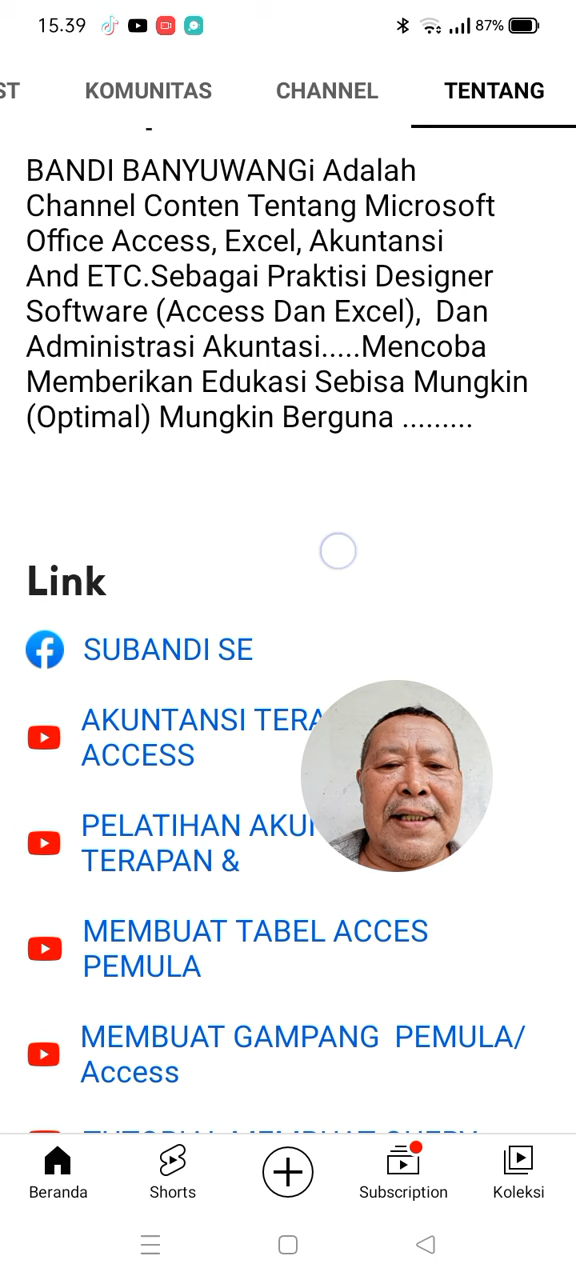 15.39
87%
ST KOMUNITAS CHANNEL TENTANG
BANDI BANYUWANGi Adalah
Channel Conten Tentang Microsoft
Office Access, Excel, Akuntansi
And ETC.Sebagai Praktisi Designer
Software (Access Dan Excel),  Dan
Administrasi Akuntasi.....Mencoba
Memberikan Edukasi Sebisa Mungkin
(Optimal) Mungkin Berguna .........
Link
SUBANDI SE
AKUNTANSI
ACCESS
PELATIHAN
TERAPAN &
MEMBUAT TABEL ACCES
PEMULA
MEMBUAT GAMPANG  PEMULA/
Access
Beranda Shorts Subscription Koleksi